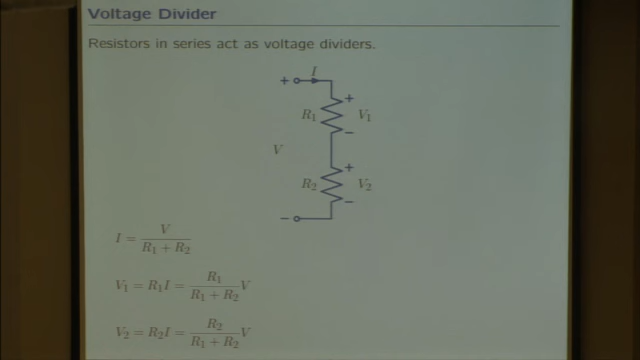 Voltage Divider
Resistors in series act as voltage dividers.
+ I
+
R₁ V₁
−
V
+
R₂ V₂
−
−
I = V / (R₁ + R₂)
V₁ = R₁I = R₁ / (R₁ + R₂) V
V₂ = R₂I = R₂ / (R₁ + R₂) V